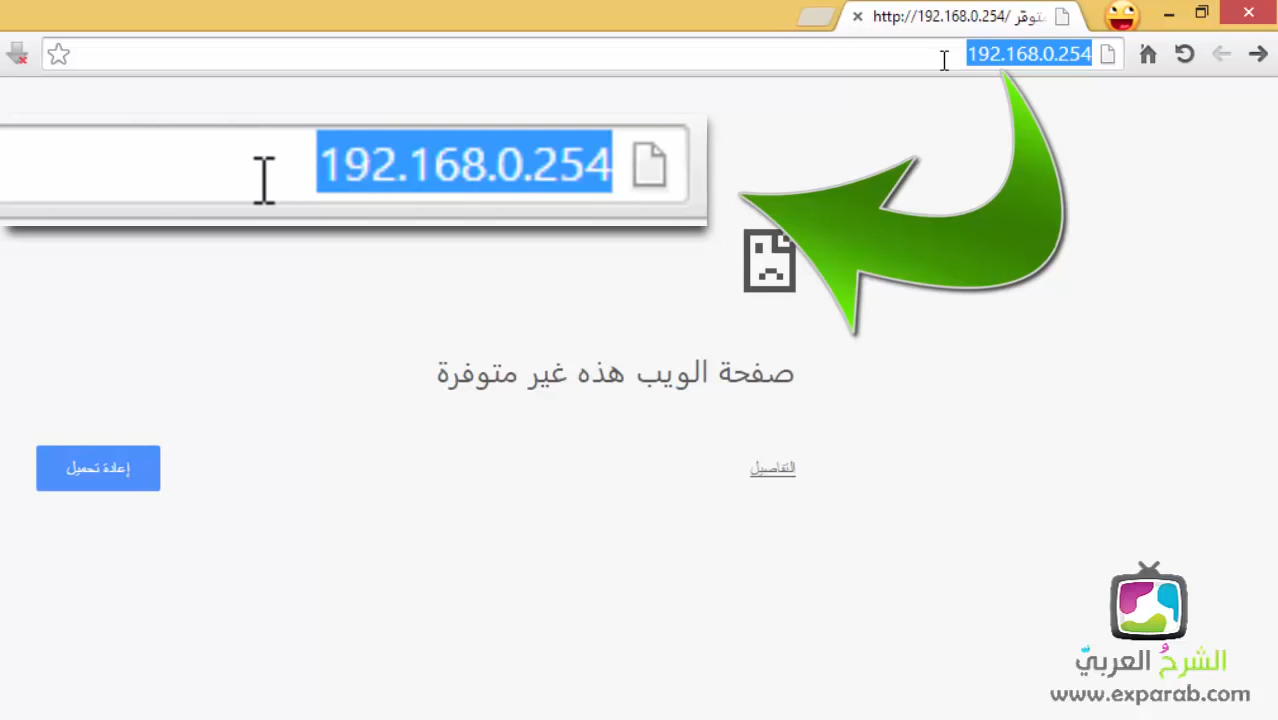 http://192.168.0.254/ متوفّر
192.168.0.254
192.168.0.254
صفحة الويب هذه غير متوفرة
التفاصيل
إعادة تحميل
الشرحُ العربيّ
www.exparab.com